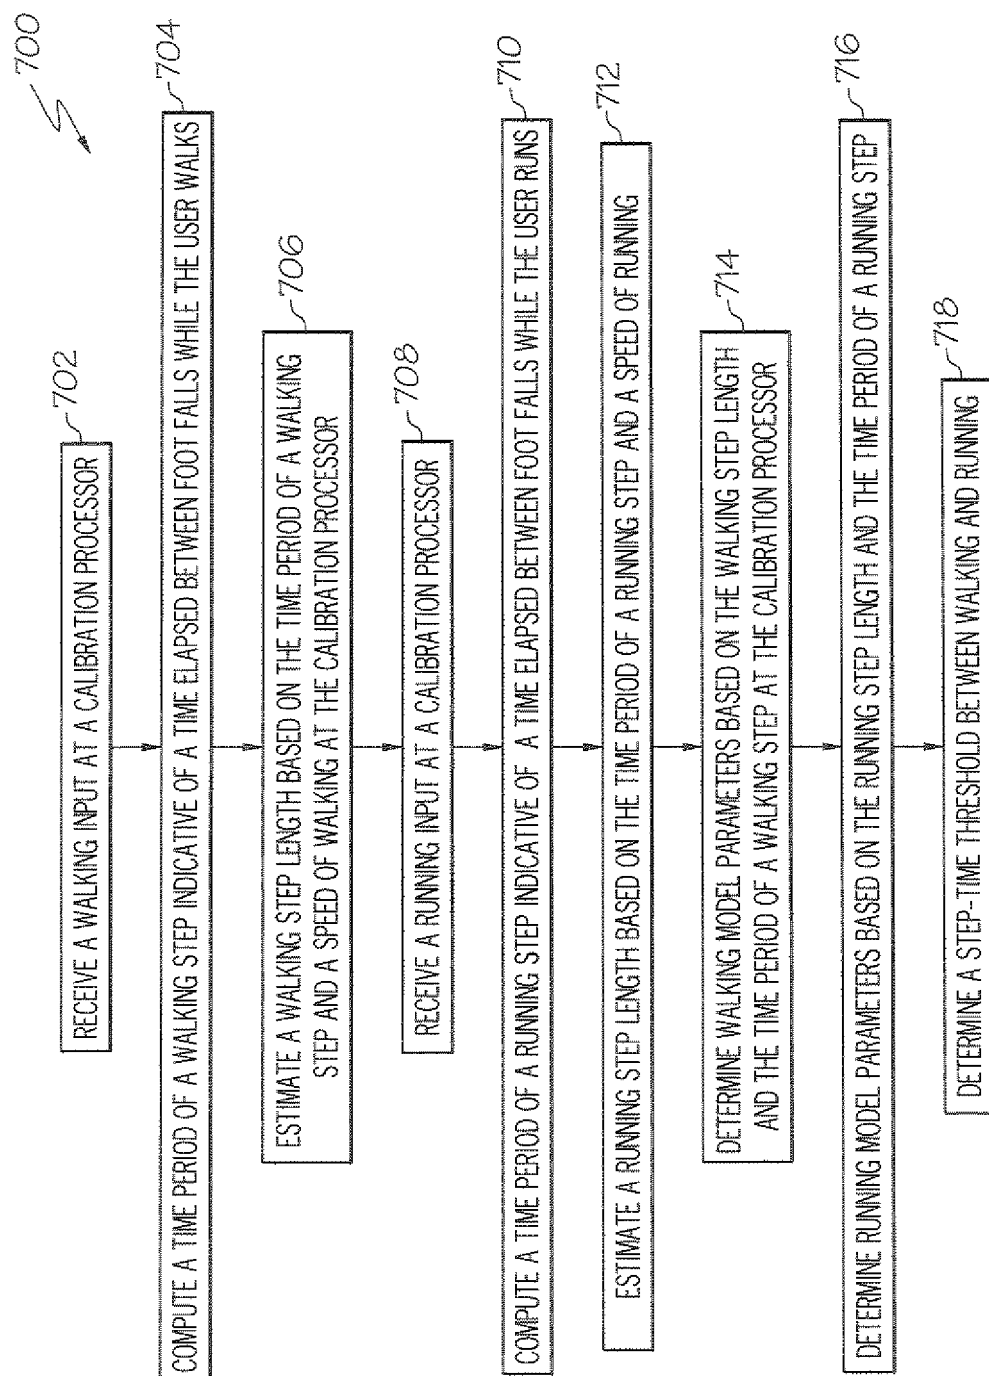 700
702
RECEIVE A WALKING INPUT AT A CALIBRATION PROCESSOR
704
COMPUTE A TIME PERIOD OF A WALKING STEP INDICATIVE OF A TIME ELAPSED BETWEEN FOOT FALLS WHILE THE USER WALKS
706
ESTIMATE A WALKING STEP LENGTH BASED ON THE TIME PERIOD OF A WALKING
STEP AND A SPEED OF WALKING AT THE CALIBRATION PROCESSOR
708
RECEIVE A RUNNING INPUT AT A CALIBRATION PROCESSOR
710
COMPUTE A TIME PERIOD OF A RUNNING STEP INDICATIVE OF A TIME ELAPSED BETWEEN FOOT FALLS WHILE THE USER RUNS
712
ESTIMATE A RUNNING STEP LENGTH BASED ON THE TIME PERIOD OF A RUNNING STEP AND A SPEED OF RUNNING
714
DETERMINE WALKING MODEL PARAMETERS BASED ON THE WALKING STEP LENGTH
AND THE TIME PERIOD OF A WALKING STEP AT THE CALIBRATION PROCESSOR
716
DETERMINE RUNNING MODEL PARAMETERS BASED ON THE RUNNING STEP LENGTH AND THE TIME PERIOD OF A RUNNING STEP
718
DETERMINE A STEP-TIME THRESHOLD BETWEEN WALKING AND RUNNING